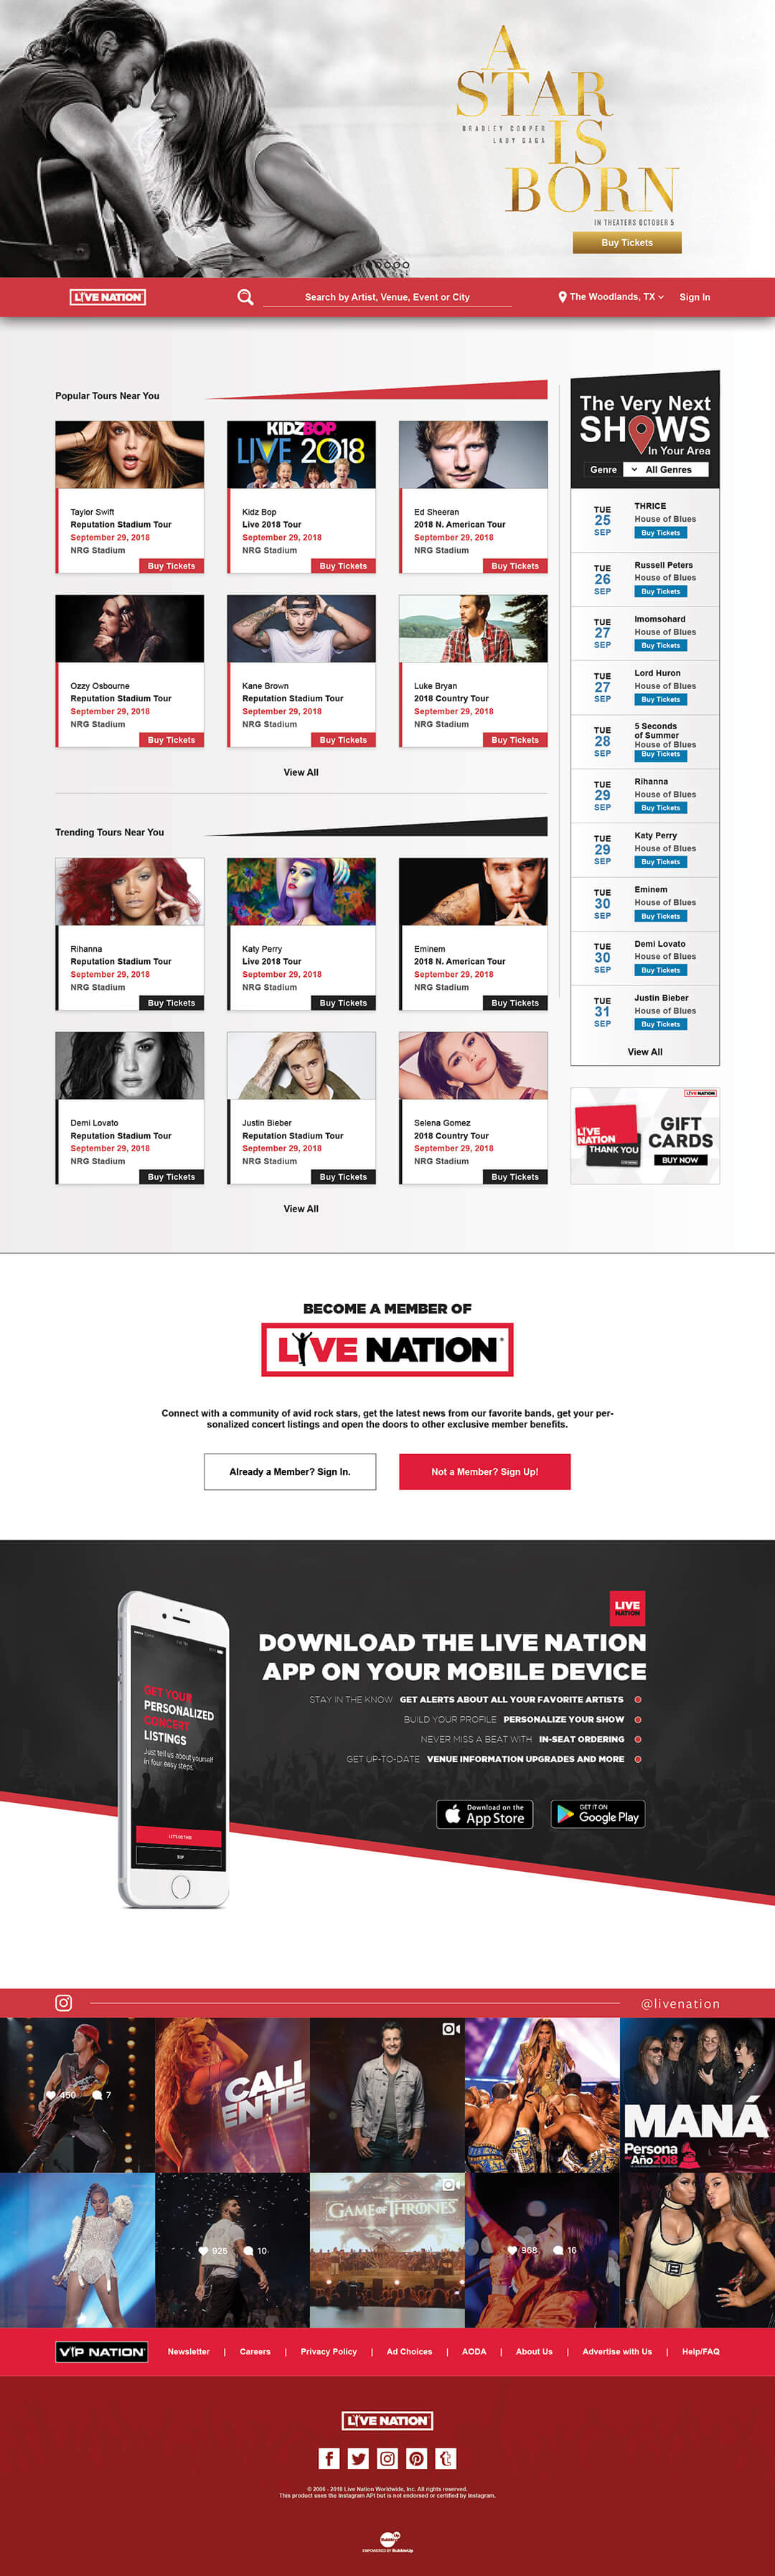 A
STAR
IS
BORN
BRADLEY COOPER
LADY GAGA
IN THEATERS OCTOBER 5
Buy Tickets
LIVE NATION
Search by Artist, Venue, Event or City
The Woodlands, TX
Sign In
Popular Tours Near You
KIDZ BOP
LIVE 2018
Taylor Swift
Reputation Stadium Tour
September 29, 2018
NRG Stadium
Buy Tickets
Kidz Bop
Live 2018 Tour
September 29, 2018
NRG Stadium
Buy Tickets
Ed Sheeran
2018 N. American Tour
September 29, 2018
NRG Stadium
Buy Tickets
Ozzy Osbourne
Reputation Stadium Tour
September 29, 2018
NRG Stadium
Buy Tickets
Kane Brown
Reputation Stadium Tour
September 29, 2018
NRG Stadium
Buy Tickets
Luke Bryan
2018 Country Tour
September 29, 2018
NRG Stadium
Buy Tickets
View All
Trending Tours Near You
Rihanna
Reputation Stadium Tour
September 29, 2018
NRG Stadium
Buy Tickets
Katy Perry
Live 2018 Tour
September 29, 2018
NRG Stadium
Buy Tickets
Eminem
2018 N. American Tour
September 29, 2018
NRG Stadium
Buy Tickets
Demi Lovato
Reputation Stadium Tour
September 29, 2018
NRG Stadium
Buy Tickets
Justin Bieber
Reputation Stadium Tour
September 29, 2018
NRG Stadium
Buy Tickets
Selena Gomez
2018 Country Tour
September 29, 2018
NRG Stadium
Buy Tickets
View All
The Very Next
SHOWS
In Your Area
Genre All Genres
TUE 25 SEP
THRICE
House of Blues
Buy Tickets
TUE 26 SEP
Russell Peters
House of Blues
Buy Tickets
TUE 27 SEP
Imomsohard
House of Blues
Buy Tickets
TUE 27 SEP
Lord Huron
House of Blues
Buy Tickets
TUE 28 SEP
5 Seconds
of Summer
House of Blues
Buy Tickets
TUE 29 SEP
Rihanna
House of Blues
Buy Tickets
TUE 29 SEP
Katy Perry
House of Blues
Buy Tickets
TUE 30 SEP
Eminem
House of Blues
Buy Tickets
TUE 30 SEP
Demi Lovato
House of Blues
Buy Tickets
TUE 31 SEP
Justin Bieber
House of Blues
Buy Tickets
View All
LIVE NATION
LIVE
NATION
THANK YOU
GIFT
CARDS
BUY NOW
BECOME A MEMBER OF
LIVE NATION
Connect with a community of avid rock stars, get the latest news from our favorite bands, get your per-
sonalized concert listings and open the doors to other exclusive member benefits.
Already a Member? Sign In.
Not a Member? Sign Up!
LIVE
NATION
DOWNLOAD THE LIVE NATION
APP ON YOUR MOBILE DEVICE
STAY IN THE KNOW GET ALERTS ABOUT ALL YOUR FAVORITE ARTISTS
BUILD YOUR PROFILE PERSONALIZE YOUR SHOW
NEVER MISS A BEAT WITH IN-SEAT ORDERING
GET UP-TO-DATE VENUE INFORMATION UPGRADES AND MORE
GET YOUR
PERSONALIZED
CONCERT
LISTINGS
Just tell us about yourself
in four easy steps.
LET'S DO THIS!
SKIP
Download on the
App Store
GET IT ON
Google Play
@livenation
450 7
CALI
ENTE
MANÁ
Persona
Año 2018
925 10
GAME OF THRONES
968 16
VIP NATION
Newsletter | Careers | Privacy Policy | Ad Choices | AODA | About Us | Advertise with Us | Help/FAQ
LIVE NATION
© 2006 - 2018 Live Nation Worldwide, Inc. All rights reserved.
This product uses the Instagram API but is not endorsed or certified by Instagram.
EMPOWERED BY BubbleUp